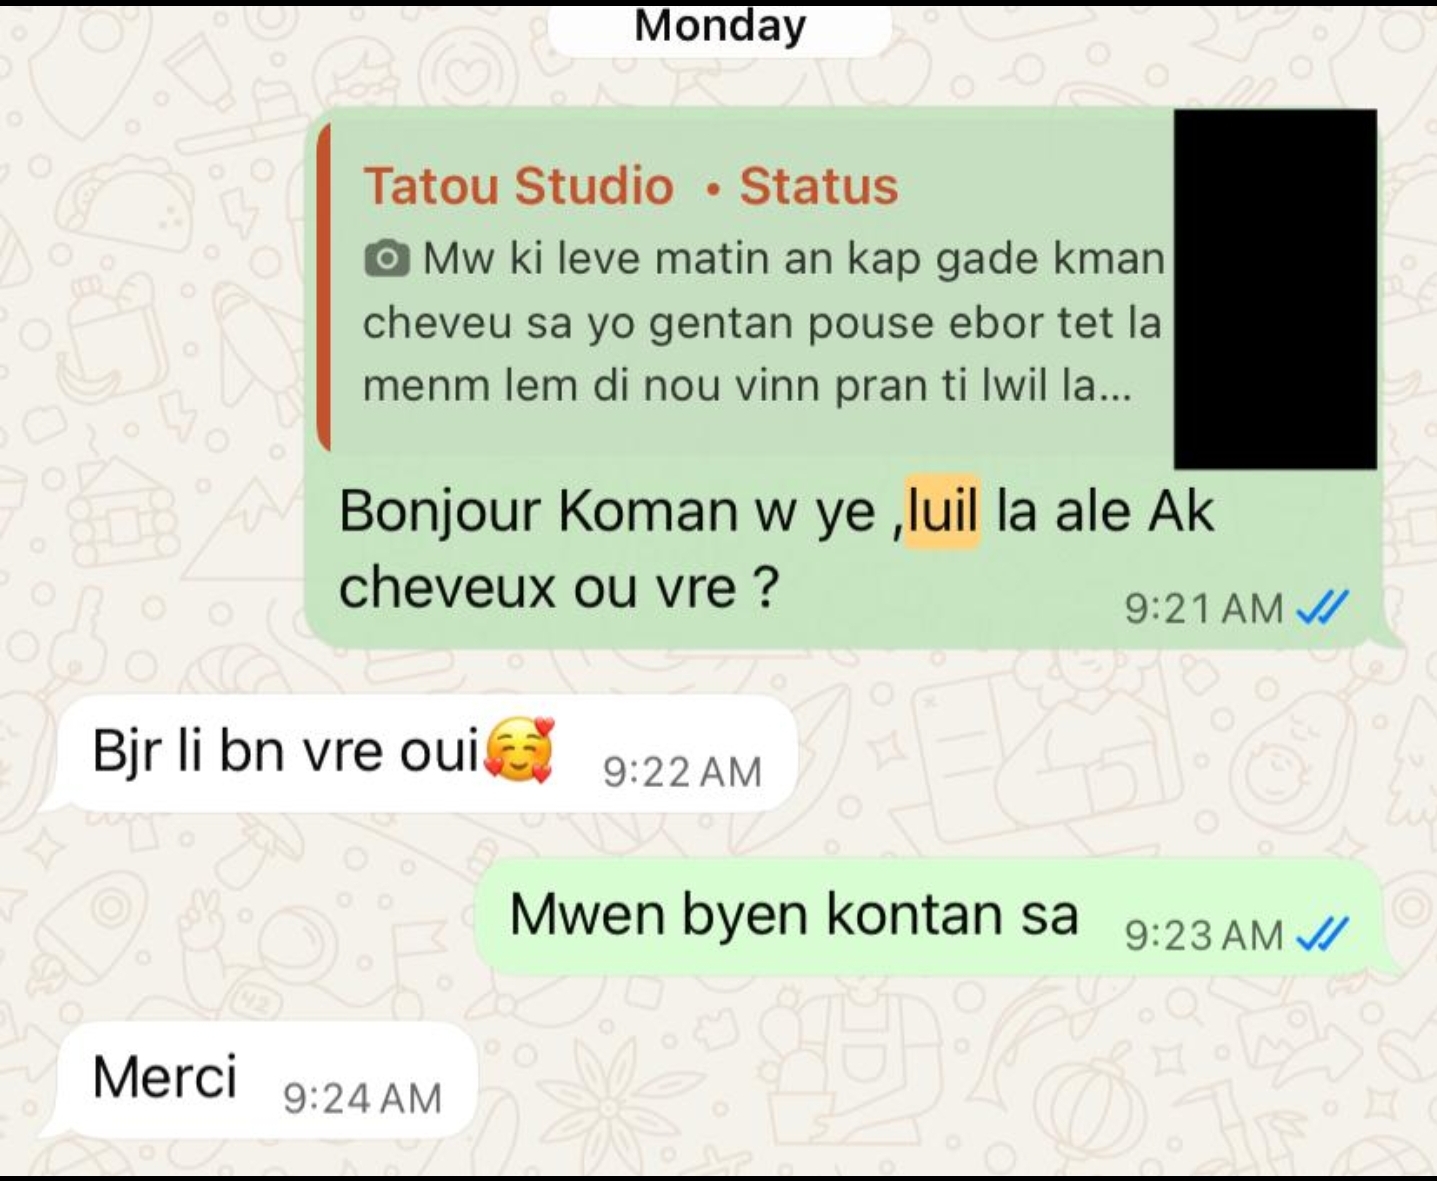 Monday
Tatou Studio • Status
Mw ki leve matin an kap gade kman
cheveu sa yo gentan pouse ebor tet la
menm lem di nou vinn pran ti lwil la...
Bonjour Koman w ye ,luil la ale Ak
cheveux ou vre ?
9:21 AM
Bjr li bn vre oui🥰
9:22 AM
Mwen byen kontan sa
9:23 AM
Merci
9:24 AM